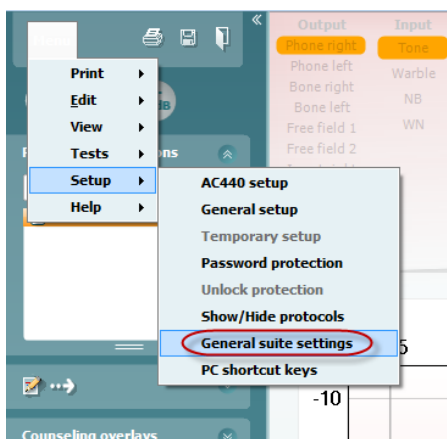 Menu
Print
Edit
View
Tests
Setup
Help
AC440 setup
General setup
Temporary setup
Password protection
Unlock protection
Show/Hide protocols
General suite settings
PC shortcut keys
Output
Phone right
Phone left
Bone right
Bone left
Free field 1
Free field 2
Input
Tone
Warble
NB
WN
-10
Counseling overlays